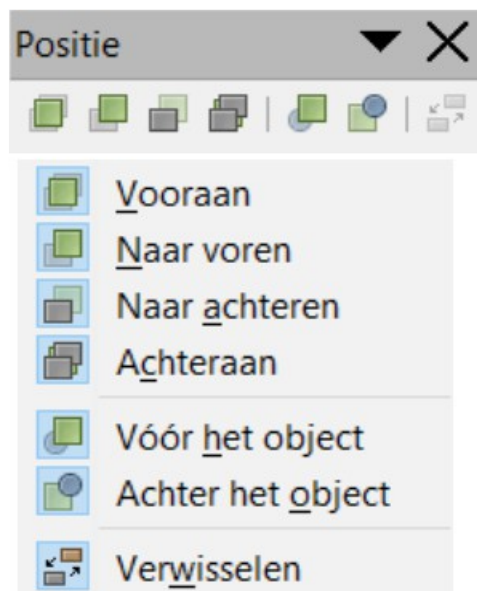 Positie
Vooraan
Naar voren
Naar achteren
Achteraan
Vóór het object
Achter het object
Verwisselen